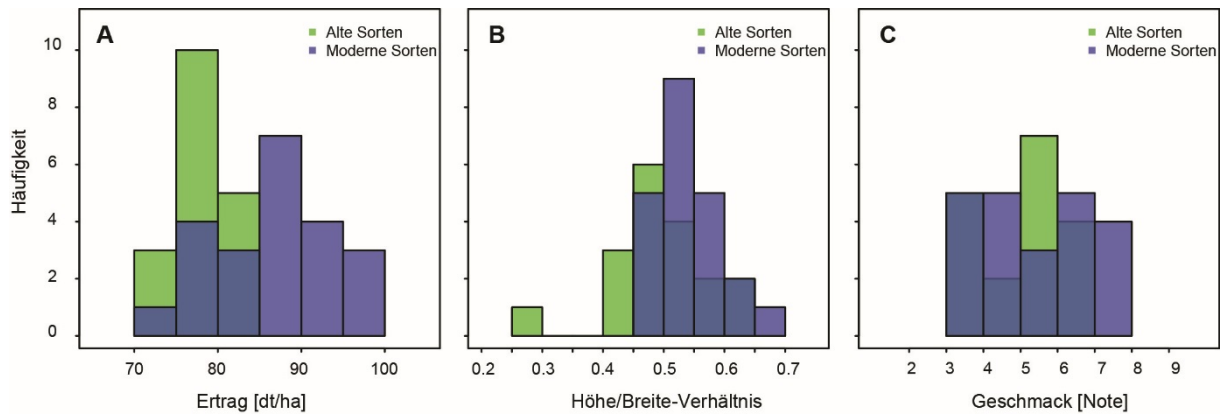 A
Alte Sorten
Moderne Sorten
B
Alte Sorten
Moderne Sorten
C
Alte Sorten
Moderne Sorten
Häufigkeit
10
8
6
4
2
0
70 80 90 100
0.2 0.3 0.4 0.5 0.6 0.7
2 3 4 5 6 7 8 9
Ertrag [dt/ha]
Höhe/Breite-Verhältnis
Geschmack [Note]